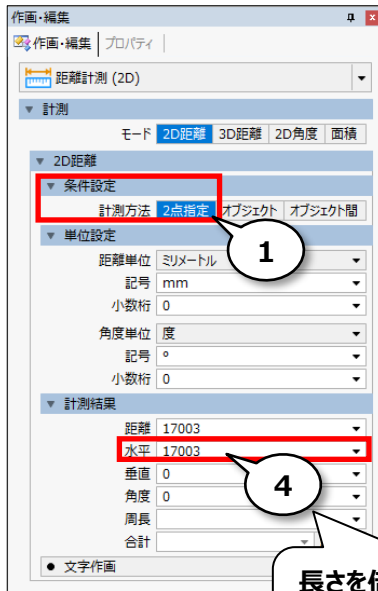 作画・編集
作画・編集 プロパティ
距離計測 (2D)
計測
モード 2D距離 3D距離 2D角度 面積
2D距離
条件設定
計測方法 2点指定 オブジェクト オブジェクト間
1
単位設定
距離単位 ミリメートル
記号 mm
小数桁 0
角度単位 度
記号 °
小数桁 0
計測結果
距離 17003
水平 17003
垂直 0
4
角度 0
周長
合計
文字作画
長さを